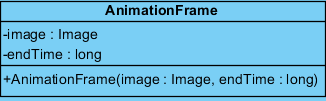 AnimationFrame
-image : Image
-endTime : long
+AnimationFrame(image : Image, endTime : long)